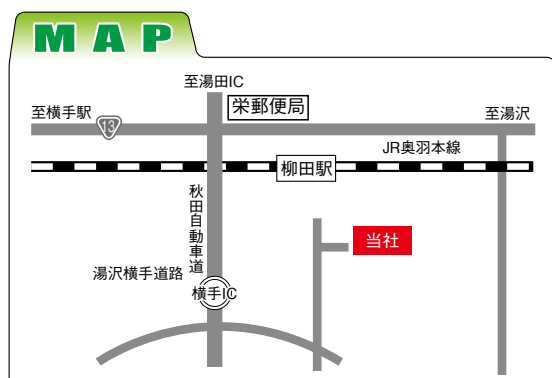 MAP
至湯田IC
栄郵便局
至横手駅
13
至湯沢
JR奥羽本線
柳田駅
秋田自動車道
当社
湯沢横手道路
横手IC